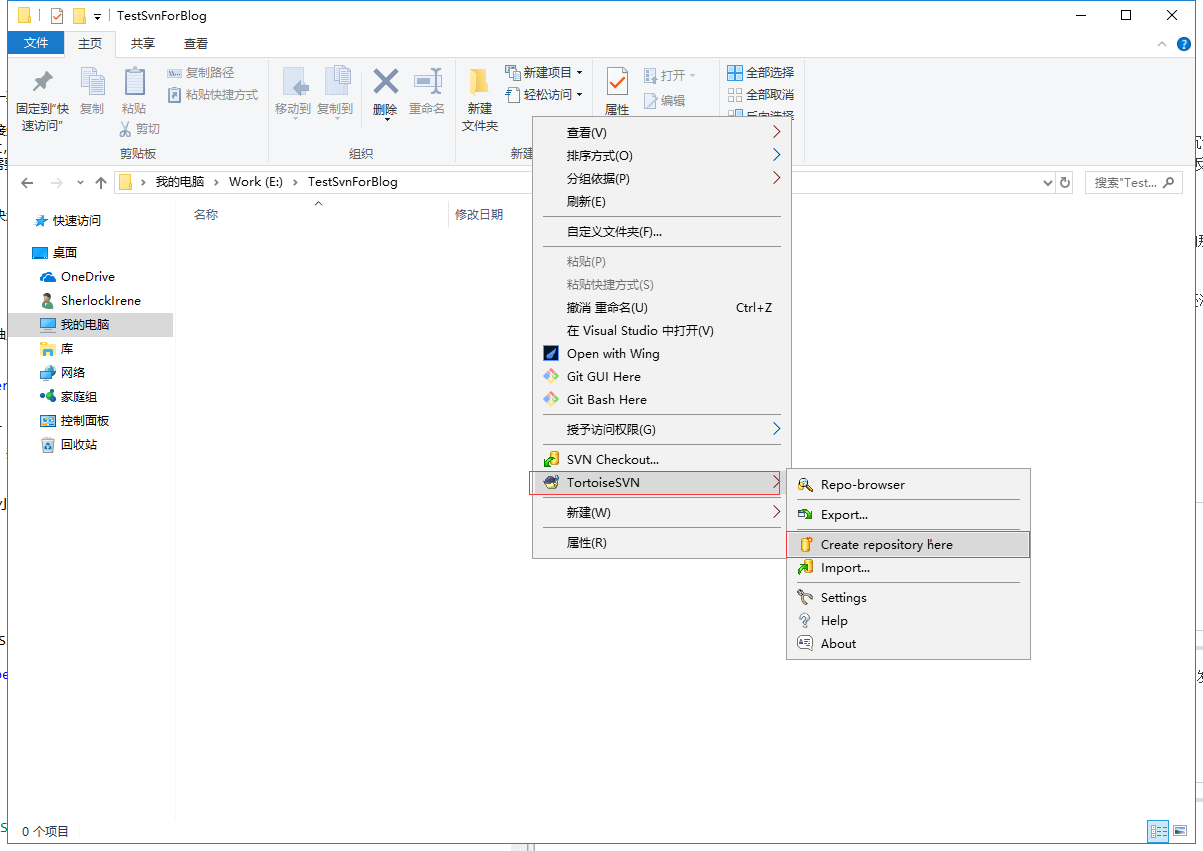 TestSvnForBlog
文件 主页 共享 查看
固定到“快速访问”
复制
粘贴
复制路径
粘贴快捷方式
剪切
剪贴板
移动到 复制到 删除 重命名
组织
新建文件夹
新建项目
轻松访问
新建
属性
打开
编辑
全部选择
全部取消
反向选择
我的电脑 Work (E:) TestSvnForBlog
搜索"Test...
快速访问
桌面
OneDrive
SherlockIrene
我的电脑
库
网络
家庭组
控制面板
回收站
名称 修改日期
查看(V)
排序方式(O)
分组依据(P)
刷新(E)
自定义文件夹(F)...
粘贴(P)
粘贴快捷方式(S)
撤消 重命名(U) Ctrl+Z
在 Visual Studio 中打开(V)
Open with Wing
Git GUI Here
Git Bash Here
授予访问权限(G)
SVN Checkout...
TortoiseSVN
新建(W)
属性(R)
Repo-browser
Export...
Create repository here
Import...
Settings
Help
About
0 个项目